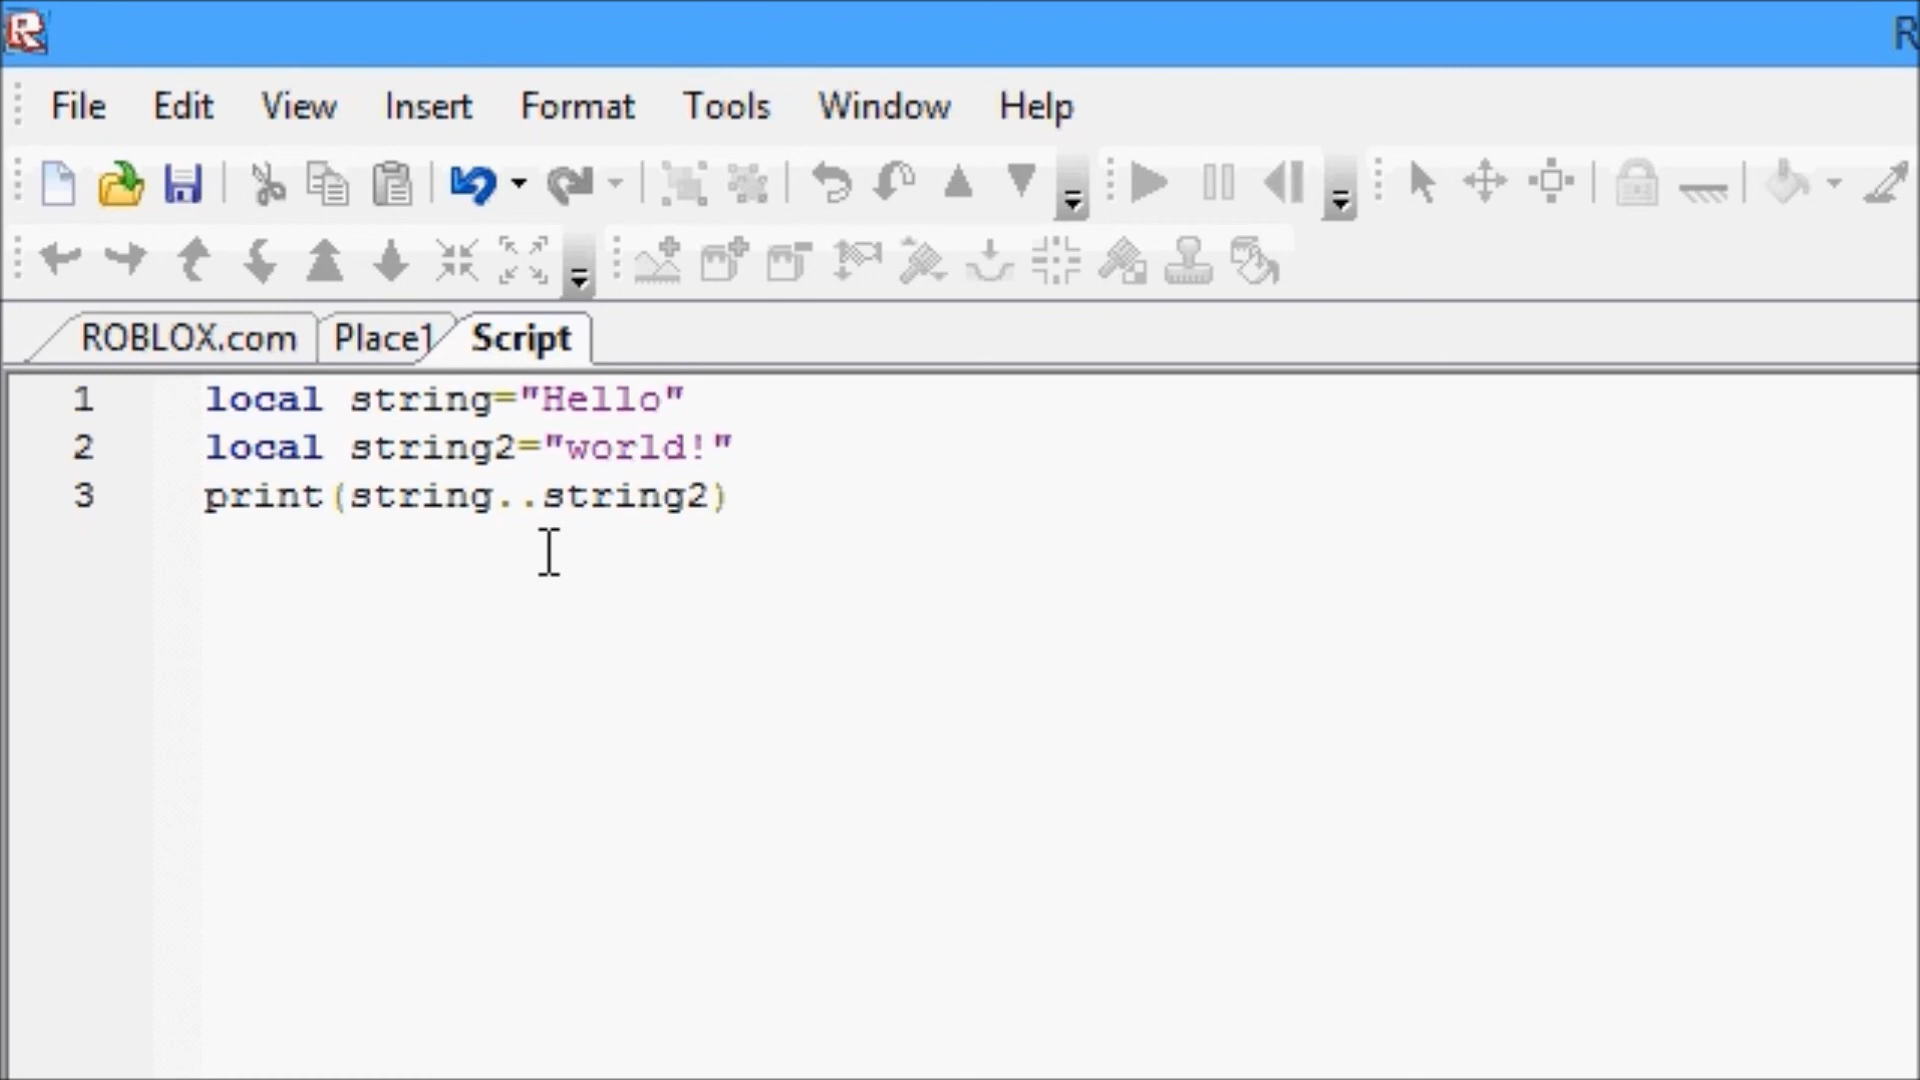 R
File Edit View Insert Format Tools Window Help
ROBLOX.com Place1 Script
1 local string="Hello"
2 local string2="world!"
3 print(string..string2)